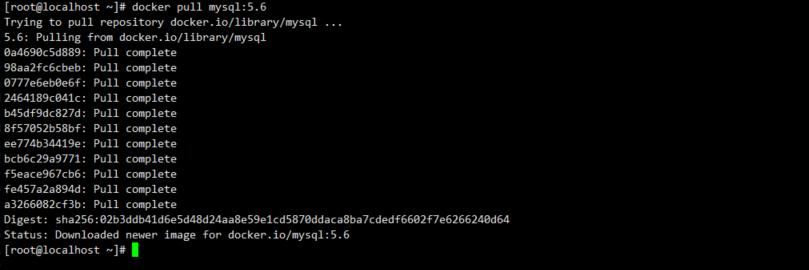 [root@localhost ~]# docker pull mysql:5.6
Trying to pull repository docker.io/library/mysql ...
5.6: Pulling from docker.io/library/mysql
0a4690c5d889: Pull complete
98aa2fc6cbeb: Pull complete
0777e6eb0e6f: Pull complete
2464189c041c: Pull complete
b45df9dc827d: Pull complete
8f57052b58bf: Pull complete
ee774b34419e: Pull complete
bcb6c29a9771: Pull complete
f5eace967cb6: Pull complete
fe457a2a894d: Pull complete
a3266082cf3b: Pull complete
Digest: sha256:02b3ddb41d6e5d48d24aa8e59e1cd5870ddaca8ba7cdedf6602f7e6266240d64
Status: Downloaded newer image for docker.io/mysql:5.6
[root@localhost ~]#